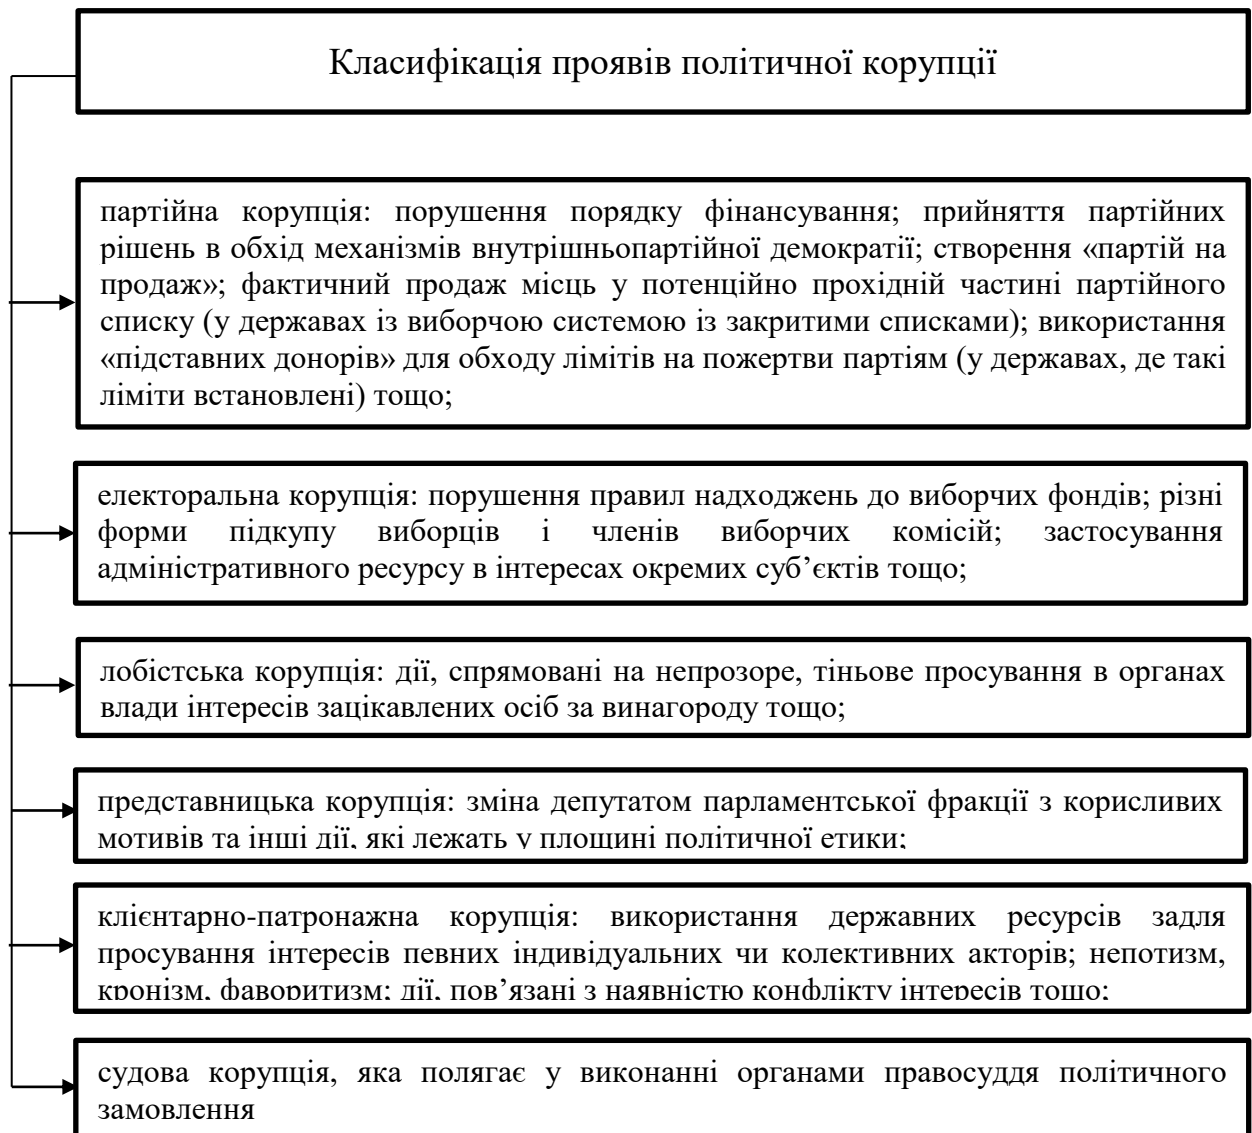 Класифікація проявів політичної корупції
партійна корупція: порушення порядку фінансування; прийняття партійних
рішень в обхід механізмів внутрішньопартійної демократії; створення «партій на
продаж»; фактичний продаж місць у потенційно прохідній частині партійного
списку (у державах із виборчою системою із закритими списками); використання
«підставних донорів» для обходу лімітів на пожертви партіям (у державах, де такі
ліміти встановлені) тощо;
електоральна корупція: порушення правил надходжень до виборчих фондів; різні
форми підкупу виборців і членів виборчих комісій; застосування
адміністративного ресурсу в інтересах окремих суб’єктів тощо;
лобістська корупція: дії, спрямовані на непрозоре, тіньове просування в органах
влади інтересів зацікавлених осіб за винагороду тощо;
представницька корупція: зміна депутатом парламентської фракції з корисливих
мотивів та інші дії, які лежать у площині політичної етики;
клієнтарно-патронажна корупція: використання державних ресурсів задля
просування інтересів певних індивідуальних чи колективних акторів; непотизм,
кронізм, фаворитизм; дії, пов’язані з наявністю конфлікту інтересів тощо;
судова корупція, яка полягає у виконанні органами правосуддя політичного
замовлення